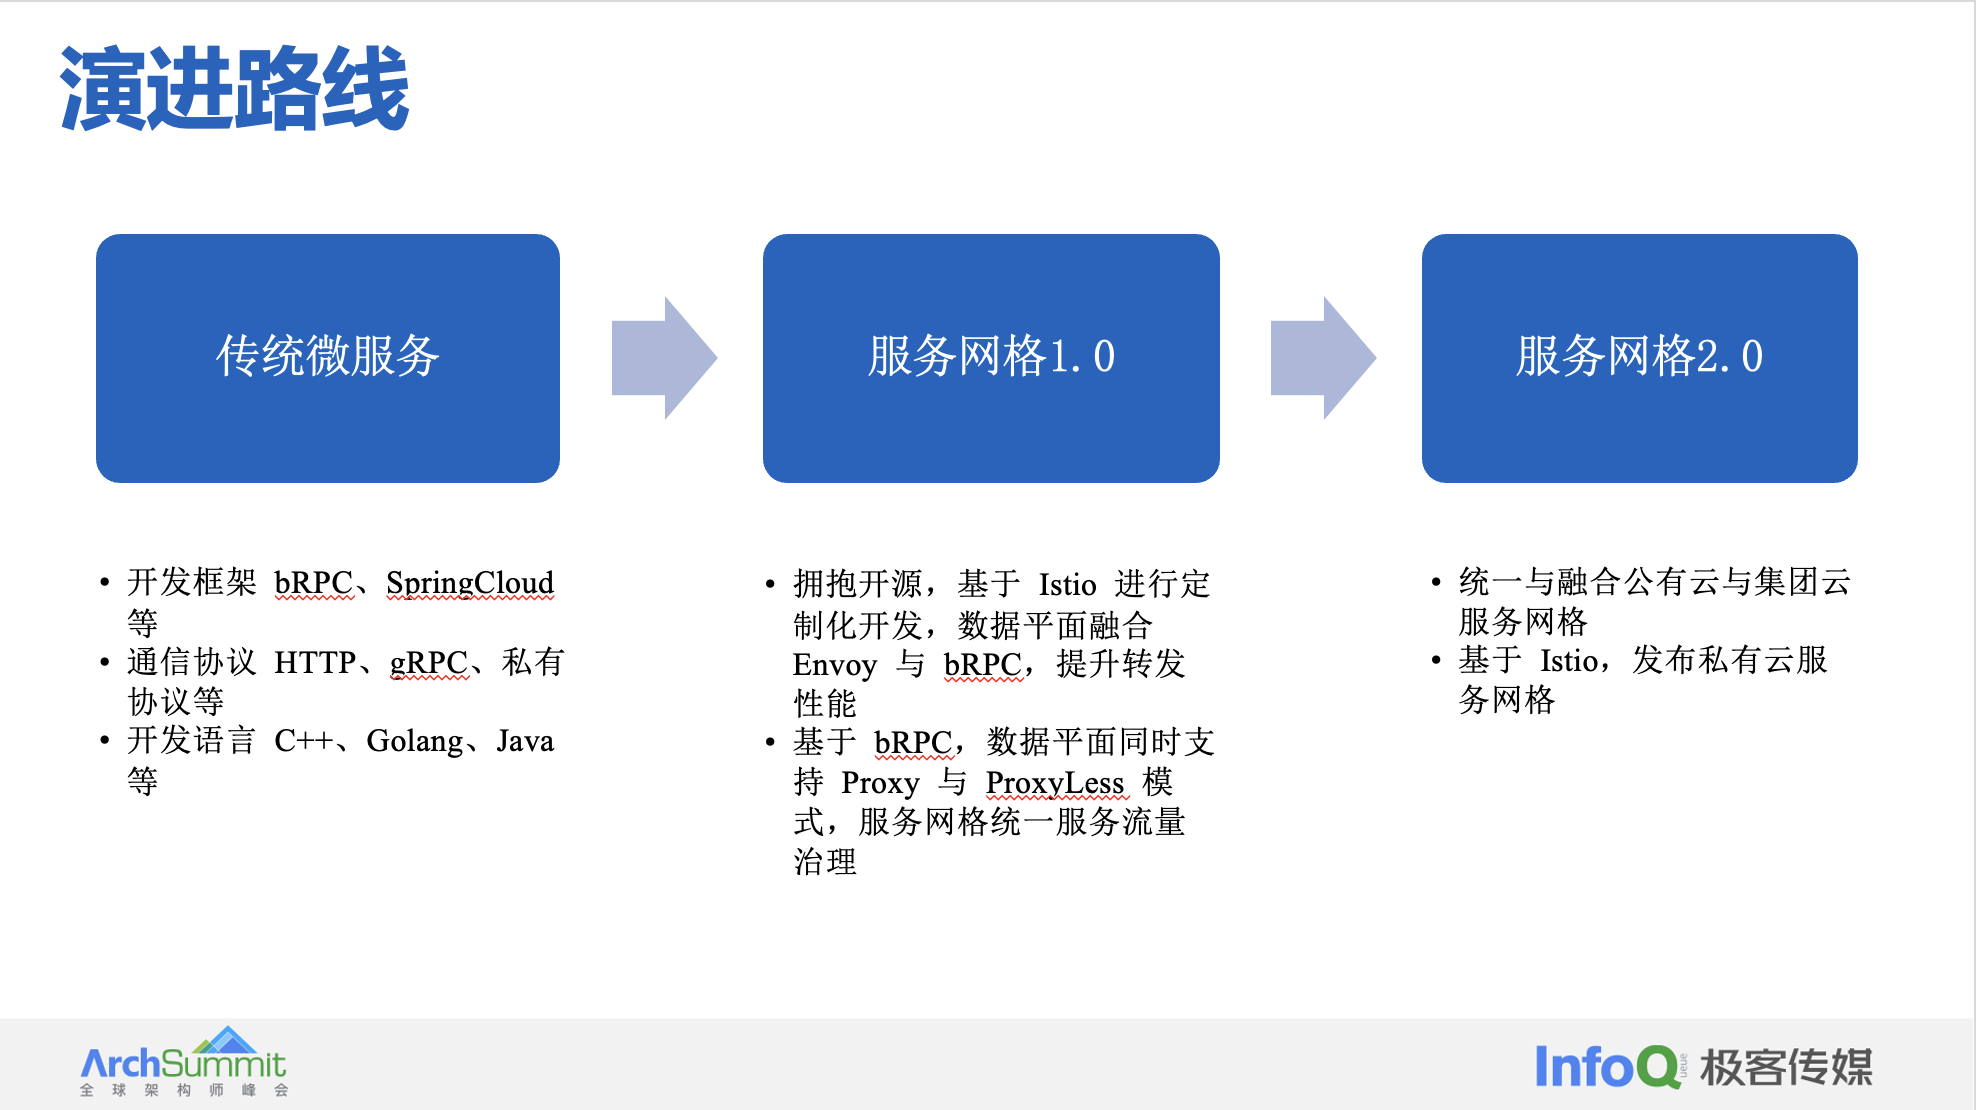 演进路线
传统微服务
服务网格1.0
服务网格2.0
• 开发框架 bRPC、SpringCloud
等
• 通信协议 HTTP、gRPC、私有
协议等
• 开发语言 C++、Golang、Java
等
• 拥抱开源，基于 Istio 进行定
制化开发，数据平面融合
Envoy 与 bRPC，提升转发
性能
• 基于 bRPC，数据平面同时支
持 Proxy 与 ProxyLess 模
式，服务网格统一服务流量
治理
• 统一与融合公有云与集团云
服务网格
• 基于 Istio，发布私有云服
务网格
ArchSummit
全球架构师峰会
InfoQueue 极客传媒